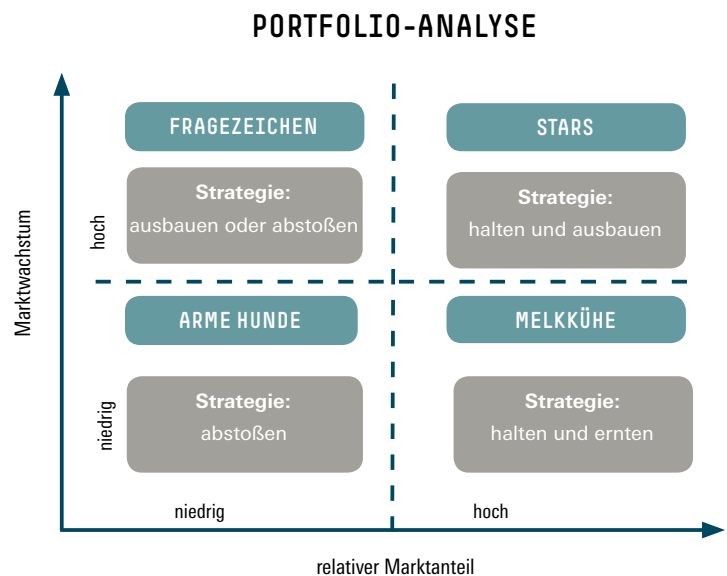 PORTFOLIO-ANALYSE
FRAGEZEICHEN
STARS
Strategie:
ausbauen oder abstoßen
Strategie:
halten und ausbauen
hoch
Marktwachstum
ARME HUNDE
MELKKÜHE
Strategie:
abstoßen
Strategie:
halten und ernten
niedrig
niedrig
hoch
relativer Marktanteil